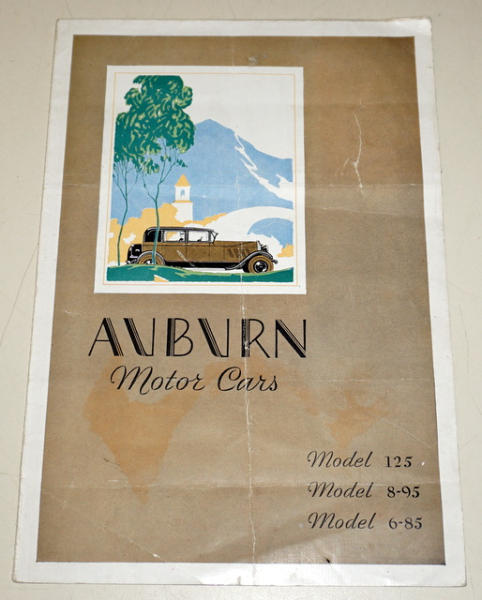 AUBURN
Motor Cars
Model 125
Model 8-95
Model 6-85